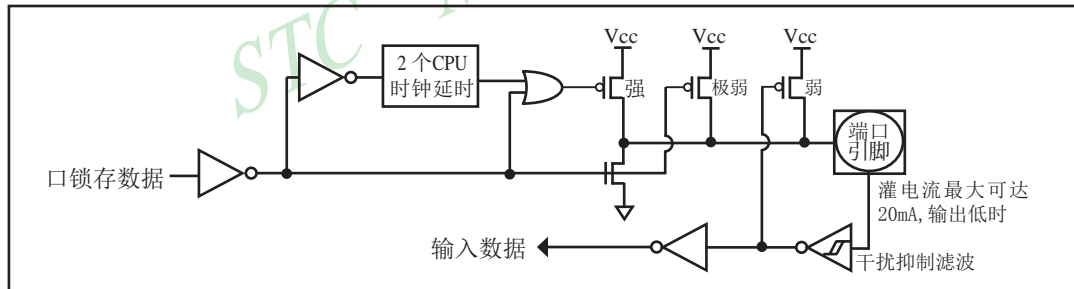 STC
Vcc
Vcc
Vcc
2 个CPU
时钟延时
强
极弱
弱
端口
引脚
口锁存数据
灌电流最大可达
20mA,输出低时
输入数据
干扰抑制滤波